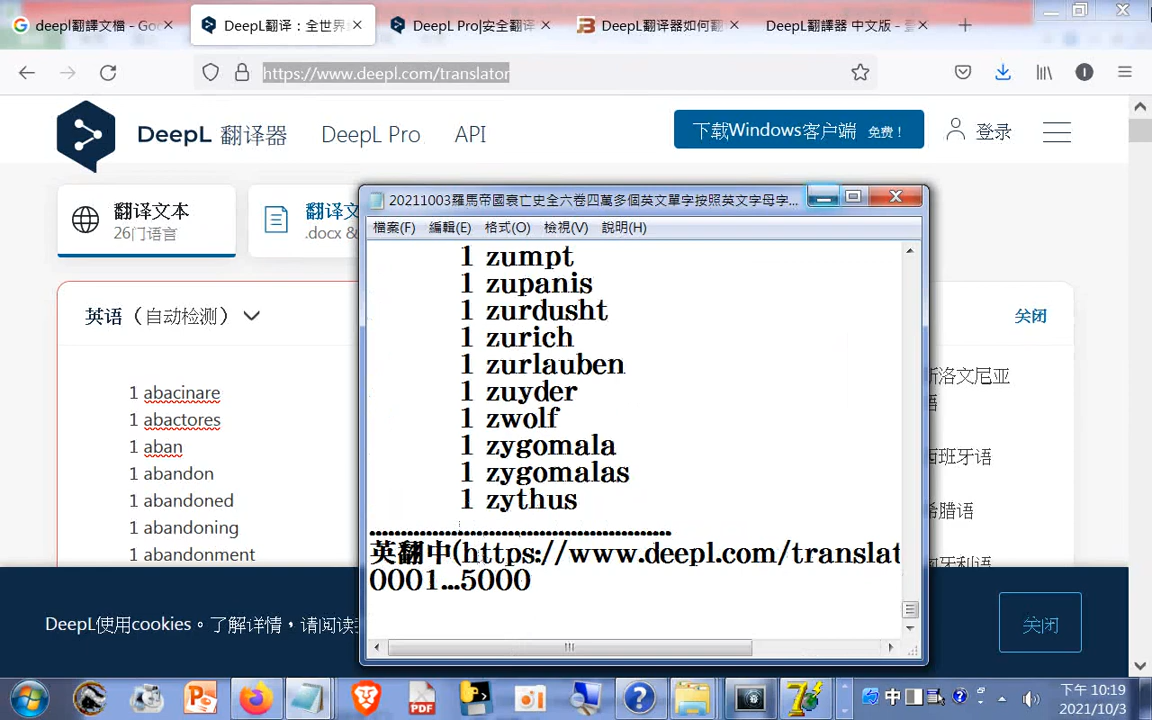 deepl翻譯文檔 - Goo
DeepL翻译：全世界
DeepL Pro|安全翻译
DeepL翻译器如何翻
DeepL翻譯器 中文版 -
https://www.deepl.com/translator
DeepL 翻译器
DeepL Pro
API
下载Windows客户端 免费！
登录
翻译文本
26门语言
翻译文
.docx &
英语（自动检测）
关闭
1 abacinare
1 abactores
1 aban
1 abandon
1 abandoned
1 abandoning
1 abandonment
斯洛文尼亚
语
西班牙语
希腊语
匈牙利语
20211003羅馬帝國衰亡史全六卷四萬多個英文單字按照英文字母字...
檔案(F) 編輯(E) 格式(O) 檢視(V) 說明(H)
1 zumpt
1 zupanis
1 zurdusht
1 zurich
1 zurlauben
1 zuyder
1 zwolf
1 zygomala
1 zygomalas
1 zythus
英翻中(https://www.deepl.com/translat
0001...5000
DeepL使用cookies。了解详情，请阅读
关闭
PDF
中
下午 10:19
2021/10/3